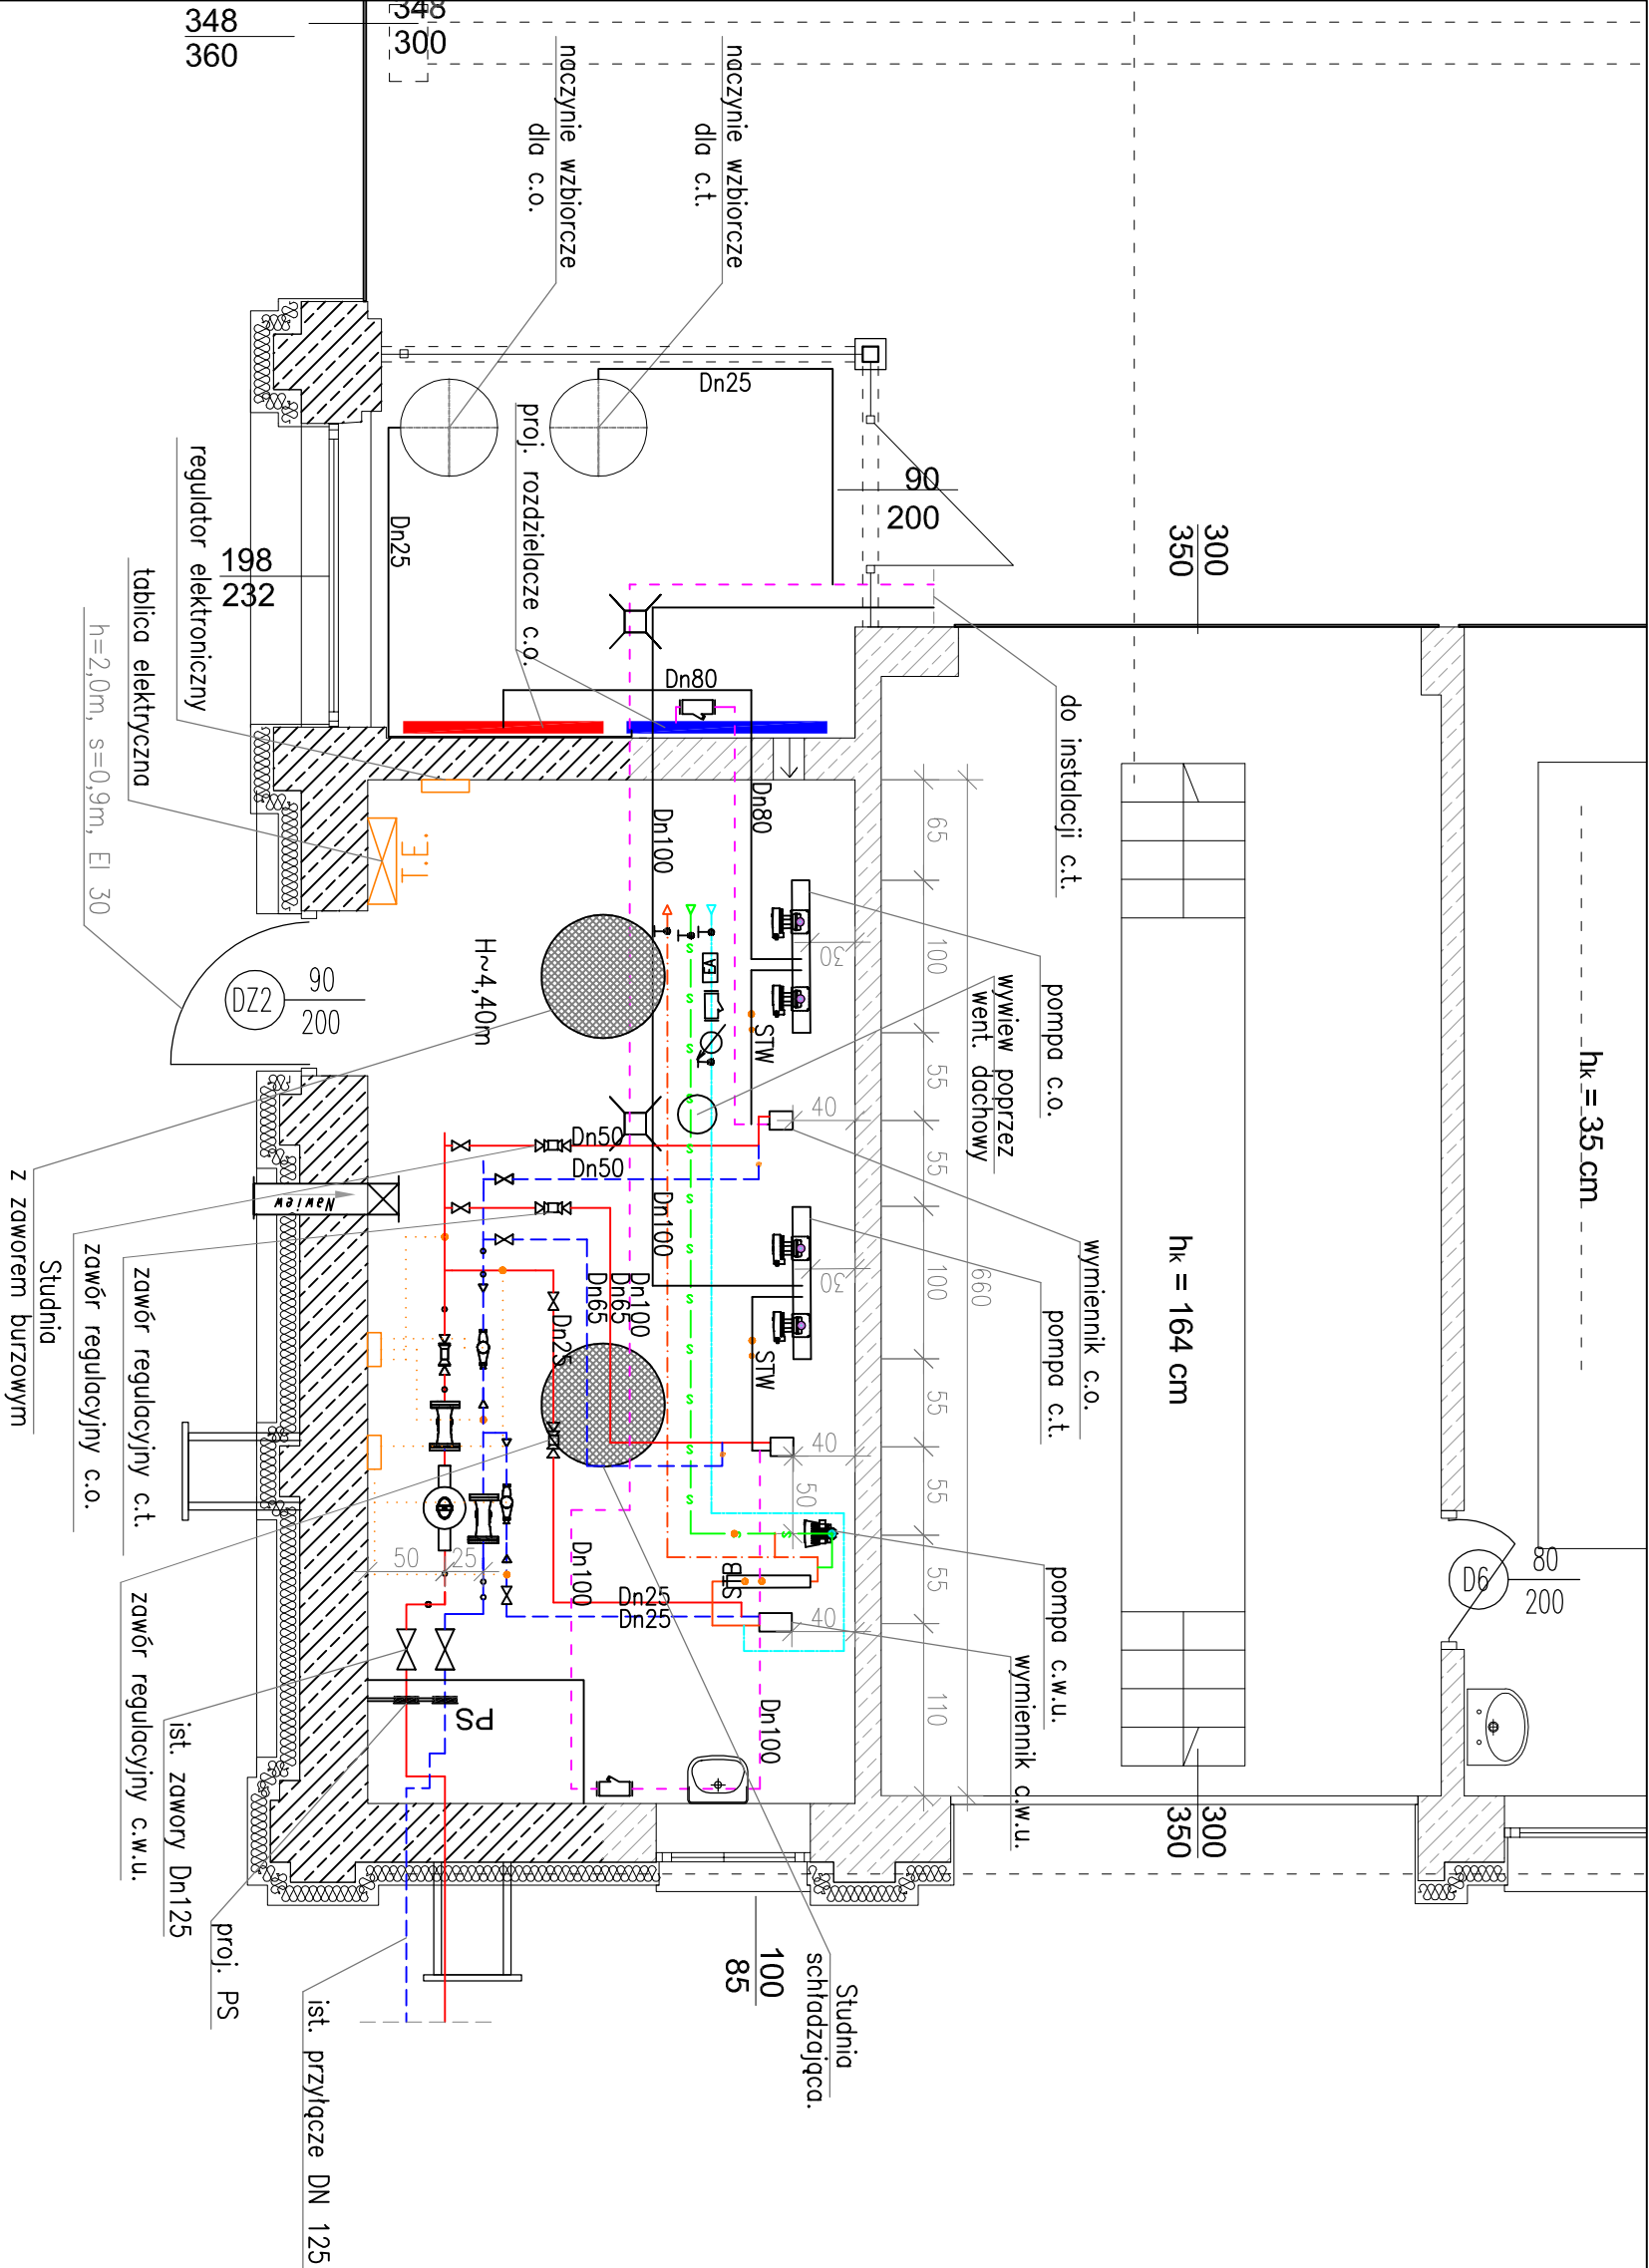 348
360
348
300
naczynie wzbiorcze
dla c.o.
naczynie wzbiorcze
dla c.t.
Dn25
Dn25
proj. rozdzielacze c.o.
90
200
300
350
198
232
regulator elektroniczny
tablica elektryczna
h=2,0m, s=0,9m, EI 30
T.E.
Dn80
Dn80
Dn100
do instalacji c.t.
65
100
55
55
100
55
55
55
110
660
30
30
40
40
40
50
pompa c.o.
wywiew poprzez
went. dachowy
wymiennik c.o.
pompa c.t.
pompa c.w.u.
wymiennik c.w.u.
hk = 35 cm
hk = 164 cm
H~4,40m
DZ2
90
200
EA
STW
STW
s s s s s s s s s s s s
Dn50
Dn50
Dn100
Dn100
Dn65
Dn65
Dn25
Nawiew
Studnia
z zaworem burzowym
zawór regulacyjny c.o.
zawór regulacyjny c.t.
zawór regulacyjny c.w.u.
50
25
Dn100
Dn25
Dn25
Dn100
PS
D6
80
200
300
350
100
85
Studnia
schładzająca.
ist. zawory Dn125
proj. PS
ist. przyłącze DN 125